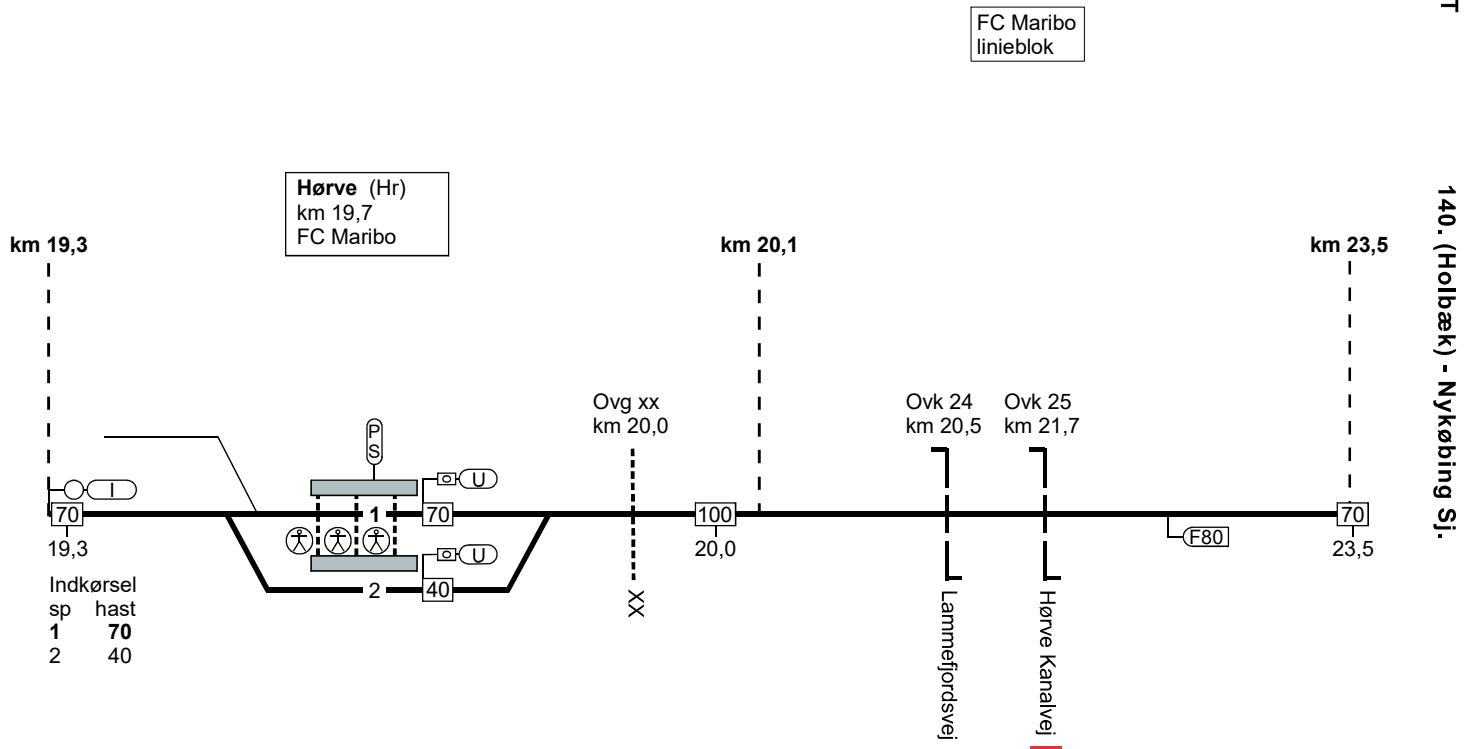 T
FC Maribo
linieblok
140. (Holbæk) - Nykøbing Sj.
Hørve (Hr)
km 19,7
FC Maribo
km 19,3
km 20,1
km 23,5
Ovg xx
km 20,0
Ovk 24
km 20,5
Ovk 25
km 21,7
P
S
I
U
70
1
70
100
70
19,3
20,0
23,5
F80
U
2
40
Indkørsel
sp hast
1 70
2 40
XX
Lammefjordsvej
Hørve Kanalvej